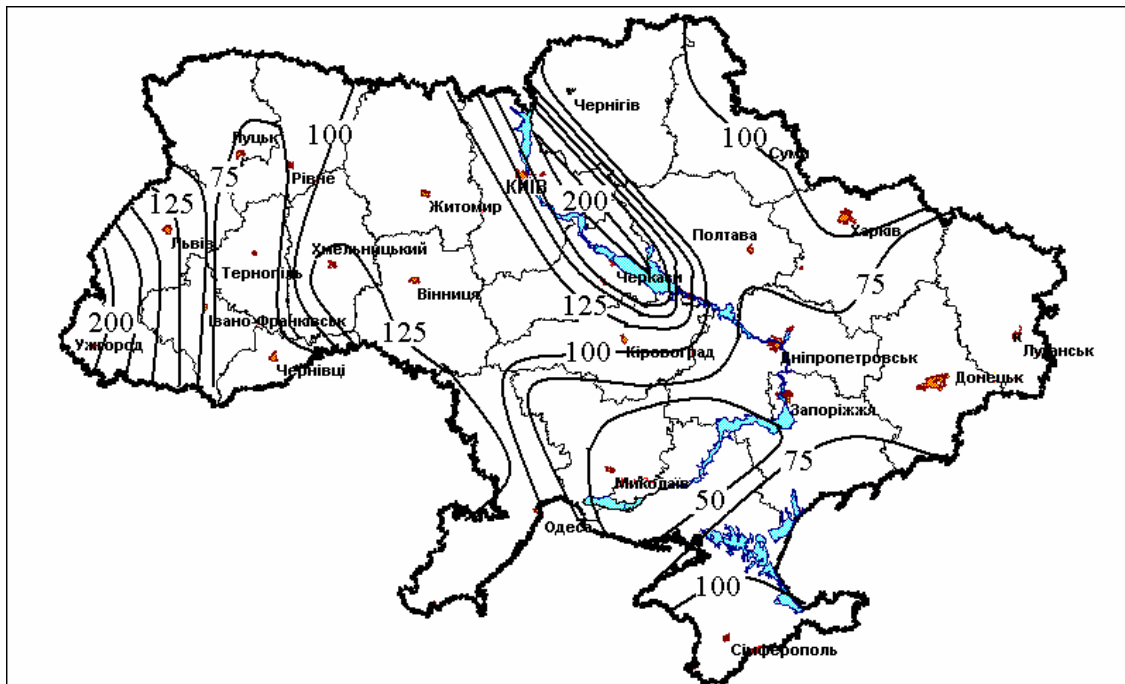 Чернігів
100
100
Суми
Луцьк
75
Рівне
КИЇВ
Житомир
200
125
Львів
Хмельницький
Полтава
Харків
Тернопіль
Черкаси
Вінниця
75
125
200
Івано-Франківськ
Ужгород
125
Чернівці
100
Кіровоград
Дніпропетровськ
Луганськ
Донецьк
Запоріжжя
75
Миколаїв
50
Одеса
100
Сімферополь